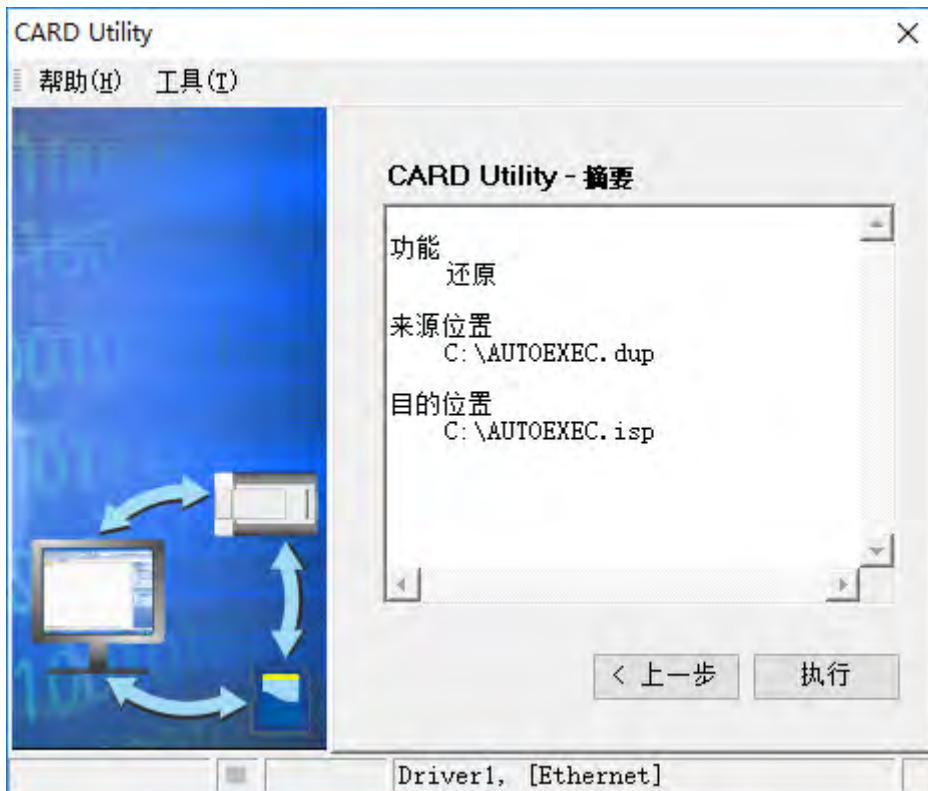 CARD Utility
帮助(H) 工具(T)
CARD Utility - 摘要
功能
还原
来源位置
C:\AUTOEXEC.dup
目的位置
C:\AUTOEXEC.isp
< 上一步 执行
Driver1, [Ethernet]